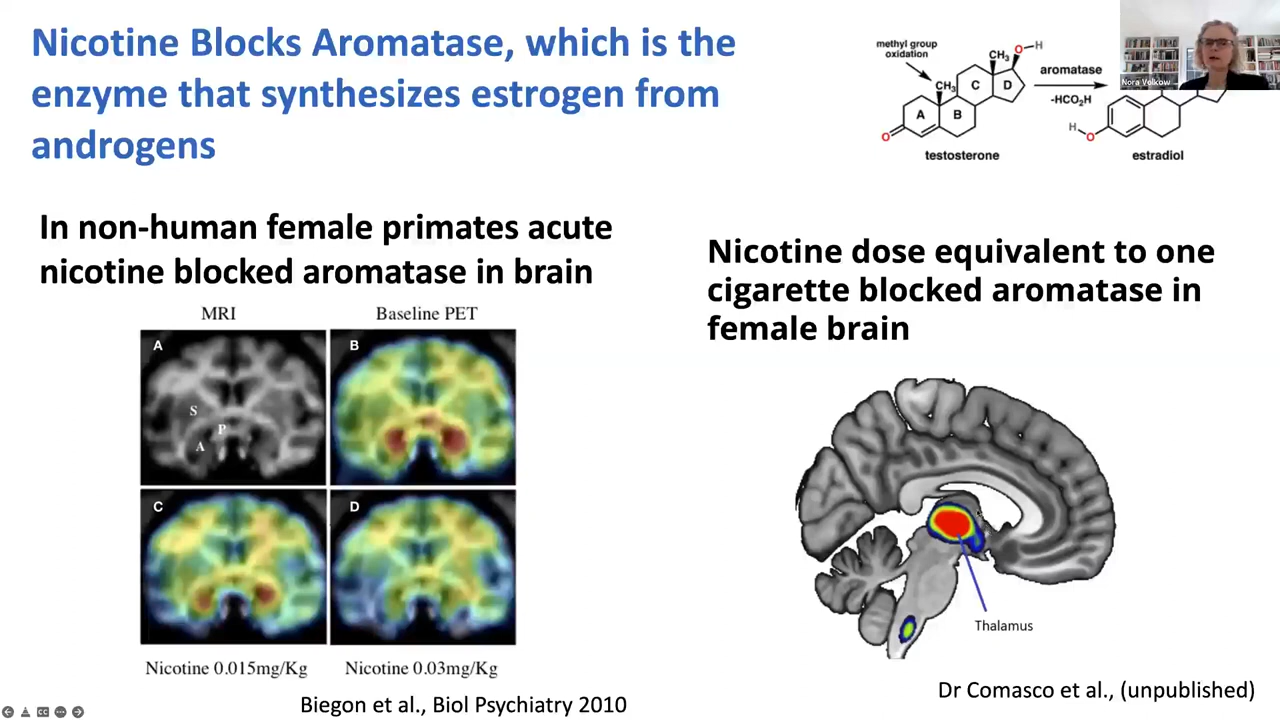 Nicotine Blocks Aromatase, which is the
enzyme that synthesizes estrogen from
androgens
methyl group
oxidation
CH₃
O
H
CH₃
A
B
C
D
O
testosterone
aromatase
-HCO₂H
H
O
estradiol
Nora Volkow
In non-human female primates acute
nicotine blocked aromatase in brain
MRI
Baseline PET
A
S
P
A
B
C
D
Nicotine 0.015mg/Kg
Nicotine 0.03mg/Kg
Biegon et al., Biol Psychiatry 2010
Nicotine dose equivalent to one
cigarette blocked aromatase in
female brain
Thalamus
Dr Comasco et al., (unpublished)
CC